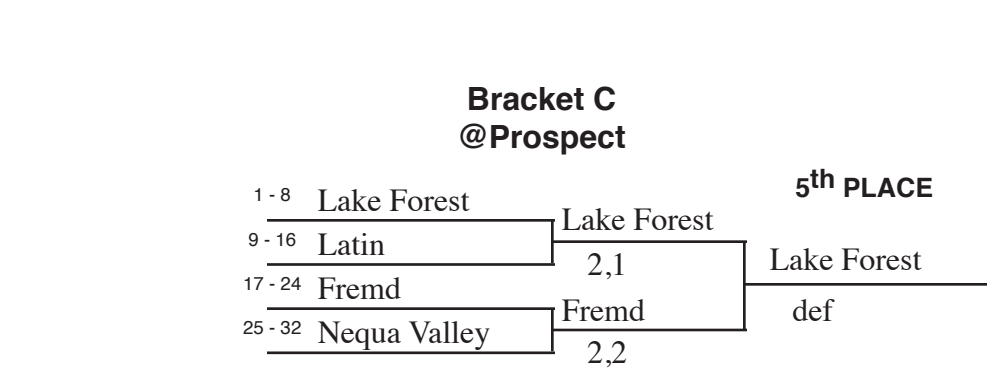 Bracket C
@Prospect
5th PLACE
1 - 8 Lake Forest
Lake Forest
9 - 16 Latin
2,1
Lake Forest
17 - 24 Fremd
Fremd
def
25 - 32 Nequa Valley
2,2